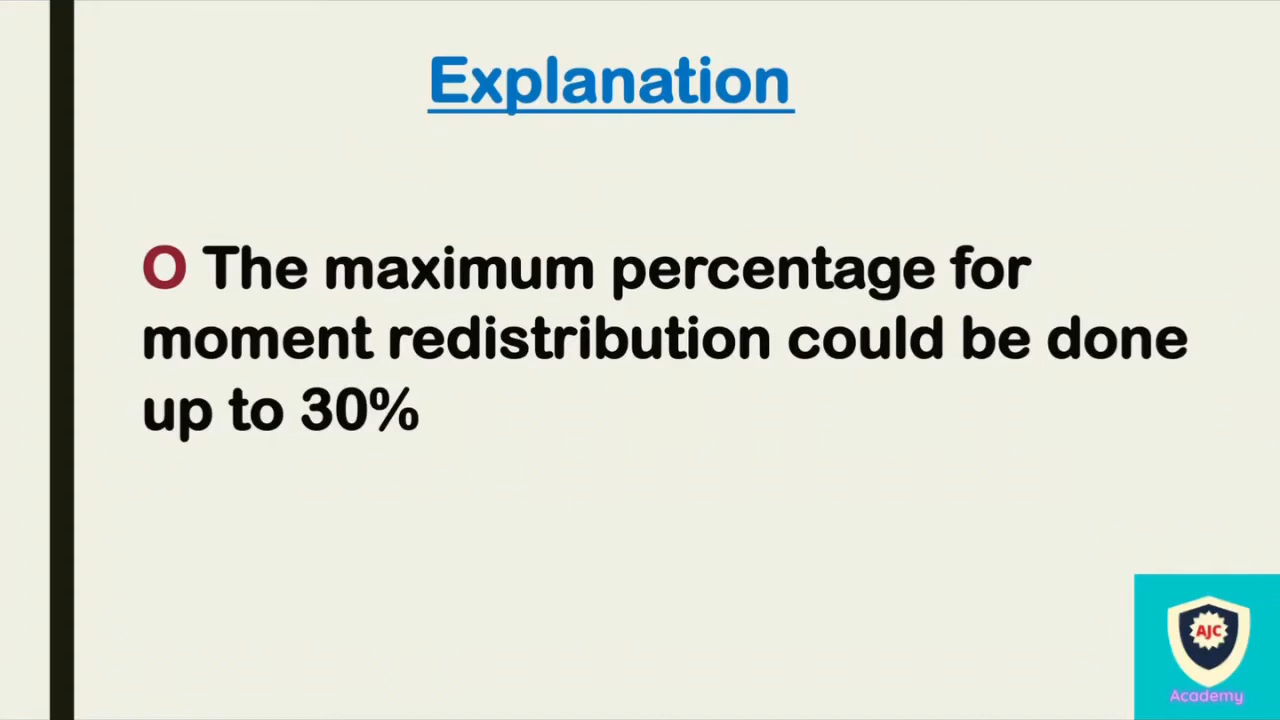 Explanation
O The maximum percentage for
moment redistribution could be done
up to 30%
AJC
Academy